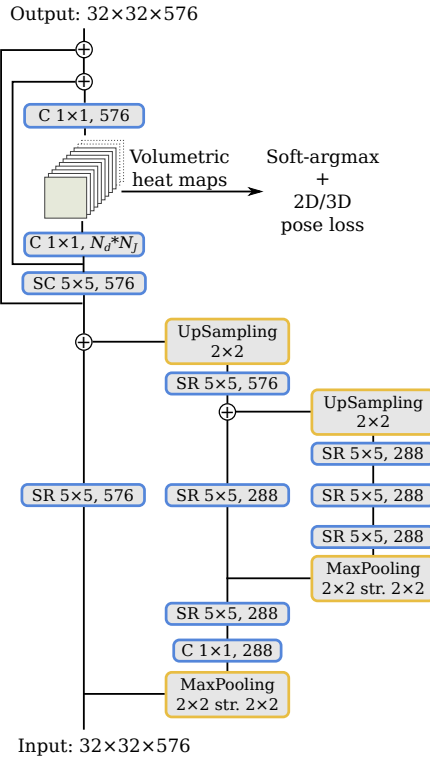 Output: 32×32×576
+
+
C 1×1, 576
Volumetric
heat maps
Soft-argmax
+
2D/3D
pose loss
C 1×1, N_d*N_J
SC 5×5, 576
+
UpSampling
2×2
SR 5×5, 576
+
UpSampling
2×2
SR 5×5, 288
SR 5×5, 576
SR 5×5, 288
SR 5×5, 288
SR 5×5, 288
MaxPooling
2×2 str. 2×2
SR 5×5, 288
C 1×1, 288
MaxPooling
2×2 str. 2×2
Input: 32×32×576